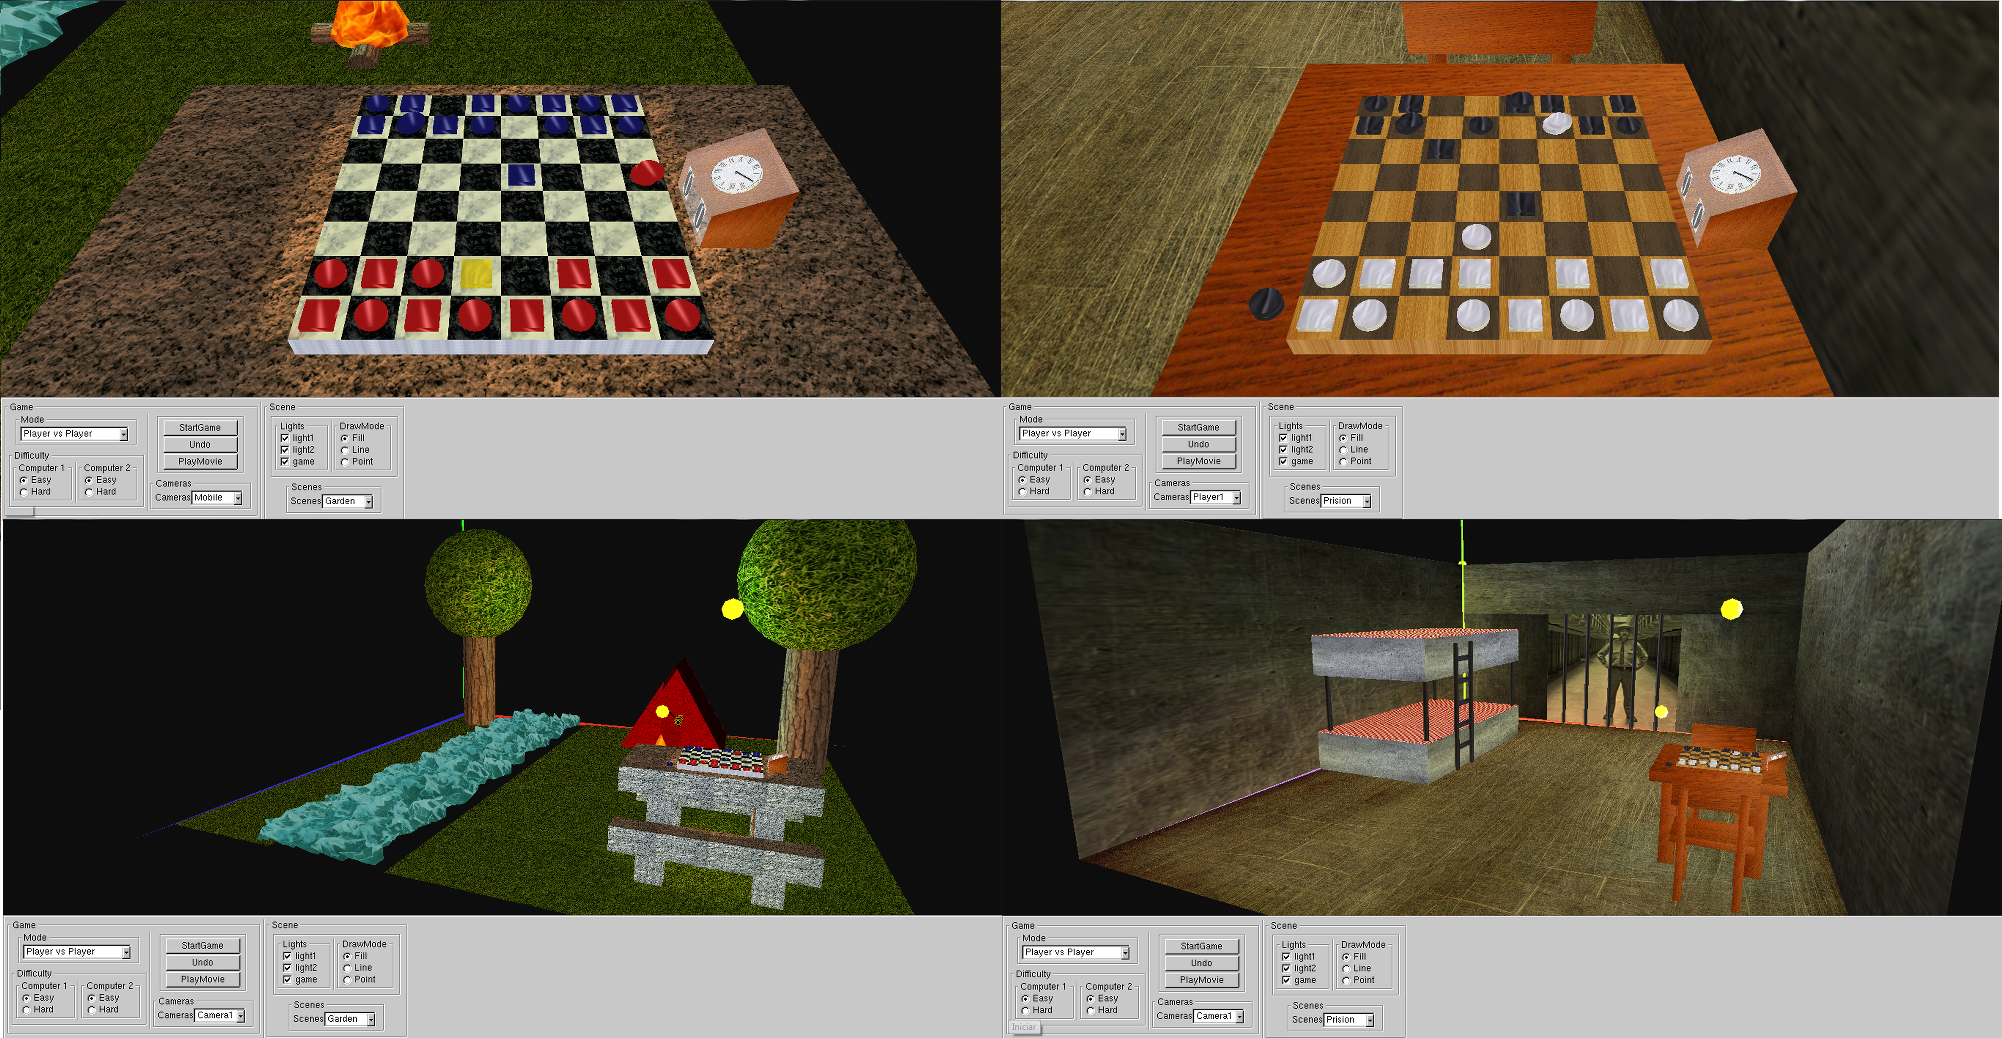 Game
Mode
Player vs Player
StartGame
Undo
PlayMovie
Difficulty
Computer 1
Computer 2
Easy
Easy
Hard
Hard
Cameras
Cameras Mobile
Scene
Lights
DrawMode
light1
Fill
light2
Line
game
Point
Scenes
Scenes Garden
Game
Mode
Player vs Player
StartGame
Undo
PlayMovie
Difficulty
Computer 1
Computer 2
Easy
Easy
Hard
Hard
Cameras
Cameras Player1
Scene
Lights
DrawMode
light1
Fill
light2
Line
game
Point
Scenes
Scenes Prision
Game
Mode
Player vs Player
StartGame
Undo
PlayMovie
Difficulty
Computer 1
Computer 2
Easy
Easy
Hard
Hard
Cameras
Cameras Camera1
Scene
Lights
DrawMode
light1
Fill
light2
Line
game
Point
Scenes
Scenes Garden
Game
Mode
Player vs Player
StartGame
Undo
PlayMovie
Difficulty
Computer 1
Computer 2
Easy
Easy
Hard
Hard
Iniciar
Cameras
Cameras Camera1
Scene
Lights
DrawMode
light1
Fill
light2
Line
game
Point
Scenes
Scenes Prision